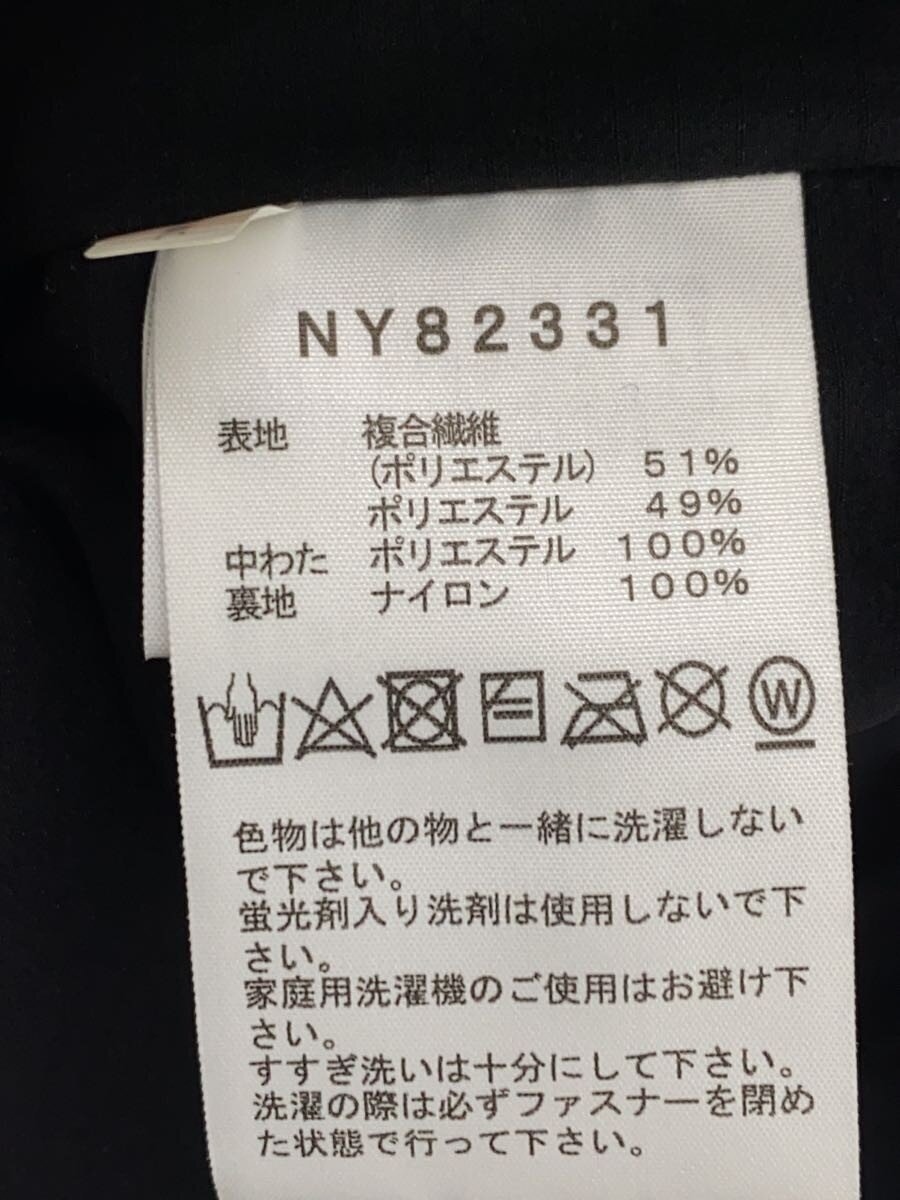 NY82331
表地 複合繊維
(ポリエステル) 51%
ポリエステル 49%
中わた ポリエステル 100%
裏地 ナイロン 100%
W
色物は他の物と一緒に洗濯しない
で下さい。
蛍光剤入り洗剤は使用しないで下
さい。
家庭用洗濯機のご使用はお避け下
さい。
すすぎ洗いは十分にして下さい。
洗濯の際は必ずファスナーを閉め
た状態で行って下さい。